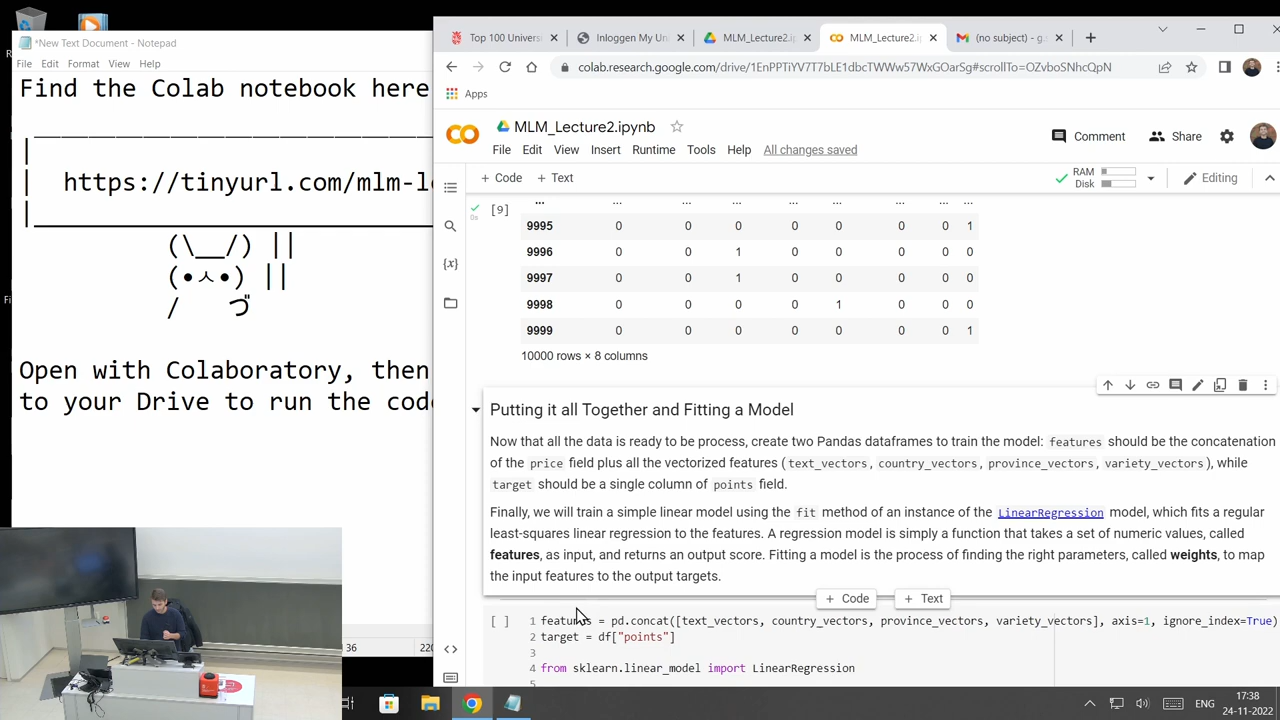 *New Text Document - Notepad
File Edit Format View Help
Find the Colab notebook here
https://tinyurl.com/mlm-l
(\__/) ||
(•ㅅ•) ||
/ づ
Open with Colaboratory, then
to your Drive to run the cod
36
220
Top 100 Univers
Inloggen My Un
MLM_Lecture2.i
MLM_Lecture2.i
(no subject) - g.
colab.research.google.com/drive/1EnPPTiYV7T7bLE1dbcTWWw57WxGOarSg#scrollTo=OZvboSNhcQpN
Apps
MLM_Lecture2.ipynb
Comment
Share
File Edit View Insert Runtime Tools Help All changes saved
+ Code + Text
RAM
Disk
Editing
[9]
... ... ... ... ... ... ... ... ...
9995 0 0 0 0 0 0 0 1
9996 0 0 1 0 0 0 0 0
9997 0 0 1 0 0 0 0 0
9998 0 0 0 0 1 0 0 0
9999 0 0 0 0 0 0 0 1
10000 rows × 8 columns
Putting it all Together and Fitting a Model
Now that all the data is ready to be process, create two Pandas dataframes to train the model: features should be the concatenation
of the price field plus all the vectorized features (text_vectors, country_vectors, province_vectors, variety_vectors), while
target should be a single column of points field.
Finally, we will train a simple linear model using the fit method of an instance of the LinearRegression model, which fits a regular
least-squares linear regression to the features. A regression model is simply a function that takes a set of numeric values, called
features, as input, and returns an output score. Fitting a model is the process of finding the right parameters, called weights, to map
the input features to the output targets.
+ Code + Text
[ ]
1 features = pd.concat([text_vectors, country_vectors, province_vectors, variety_vectors], axis=1, ignore_index=True)
2 target = df["points"]
3
4 from sklearn.linear_model import LinearRegression
5
ENG
17:38
24-11-2022